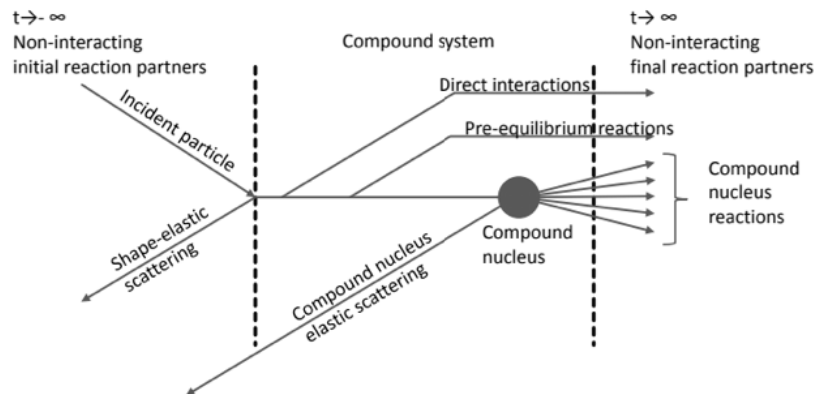 t→- ∞
Non-interacting
initial reaction partners
Compound system
t→ ∞
Non-interacting
final reaction partners
Incident particle
Direct interactions
Pre-equilibrium reactions
Compound
nucleus
reactions
Shape-elastic
scattering
Compound nucleus
elastic scattering
Compound
nucleus